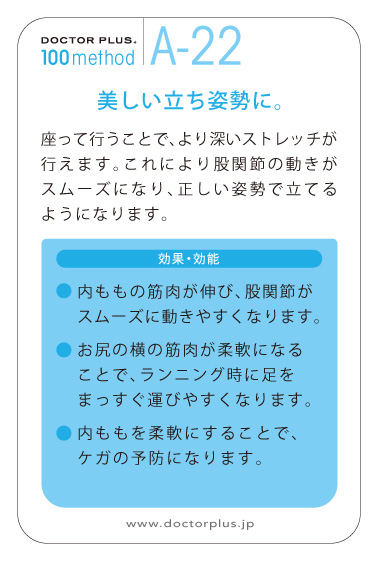 DOCTOR PLUS®
100method
A-22
美しい立ち姿勢に。
座って行うことで、より深いストレッチが
行えます。これにより股関節の動きが
スムーズになり、正しい姿勢で立てる
ようになります。
効果・効能
● 内ももの筋肉が伸び、股関節が
スムーズに動きやすくなります。
● お尻の横の筋肉が柔軟になる
ことで、ランニング時に足を
まっすぐ運びやすくなります。
● 内ももを柔軟にすることで、
ケガの予防になります。
www.doctorplus.jp